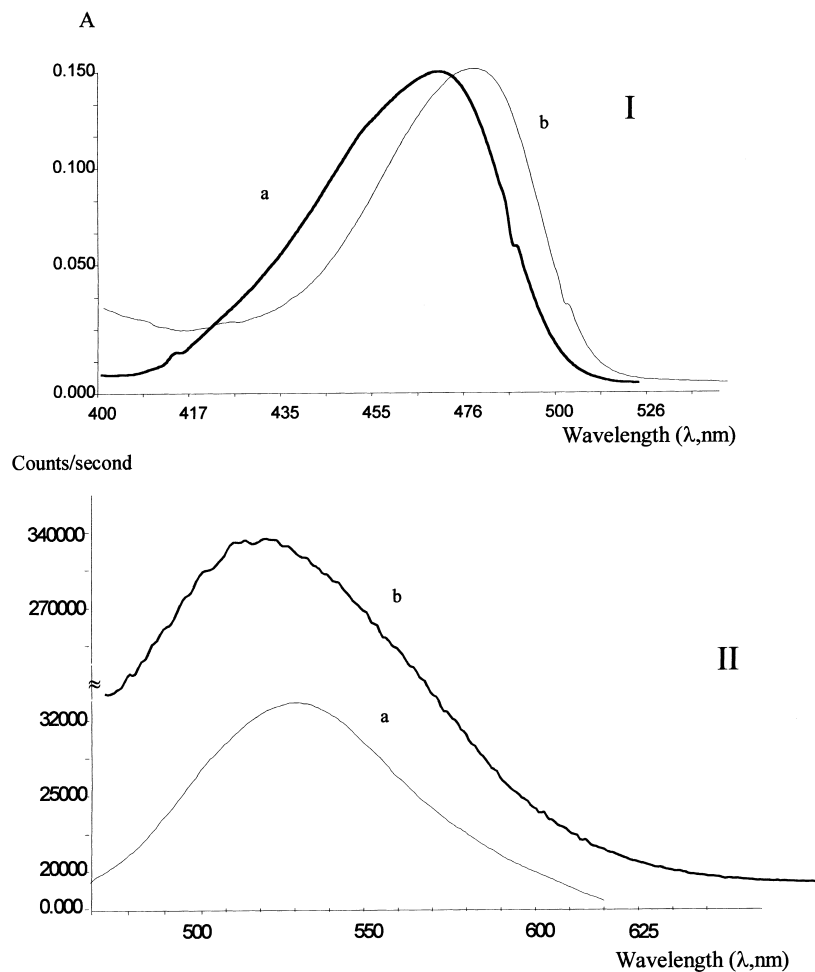 A
0.150
b
I
0.100
a
0.050
0.000
400 417 435 455 476 500 526
Wavelength (λ,nm)
Counts/second
340000
b
270000
II
≈
a
32000
25000
20000
0.000
500 550 600 625
Wavelength (λ,nm)